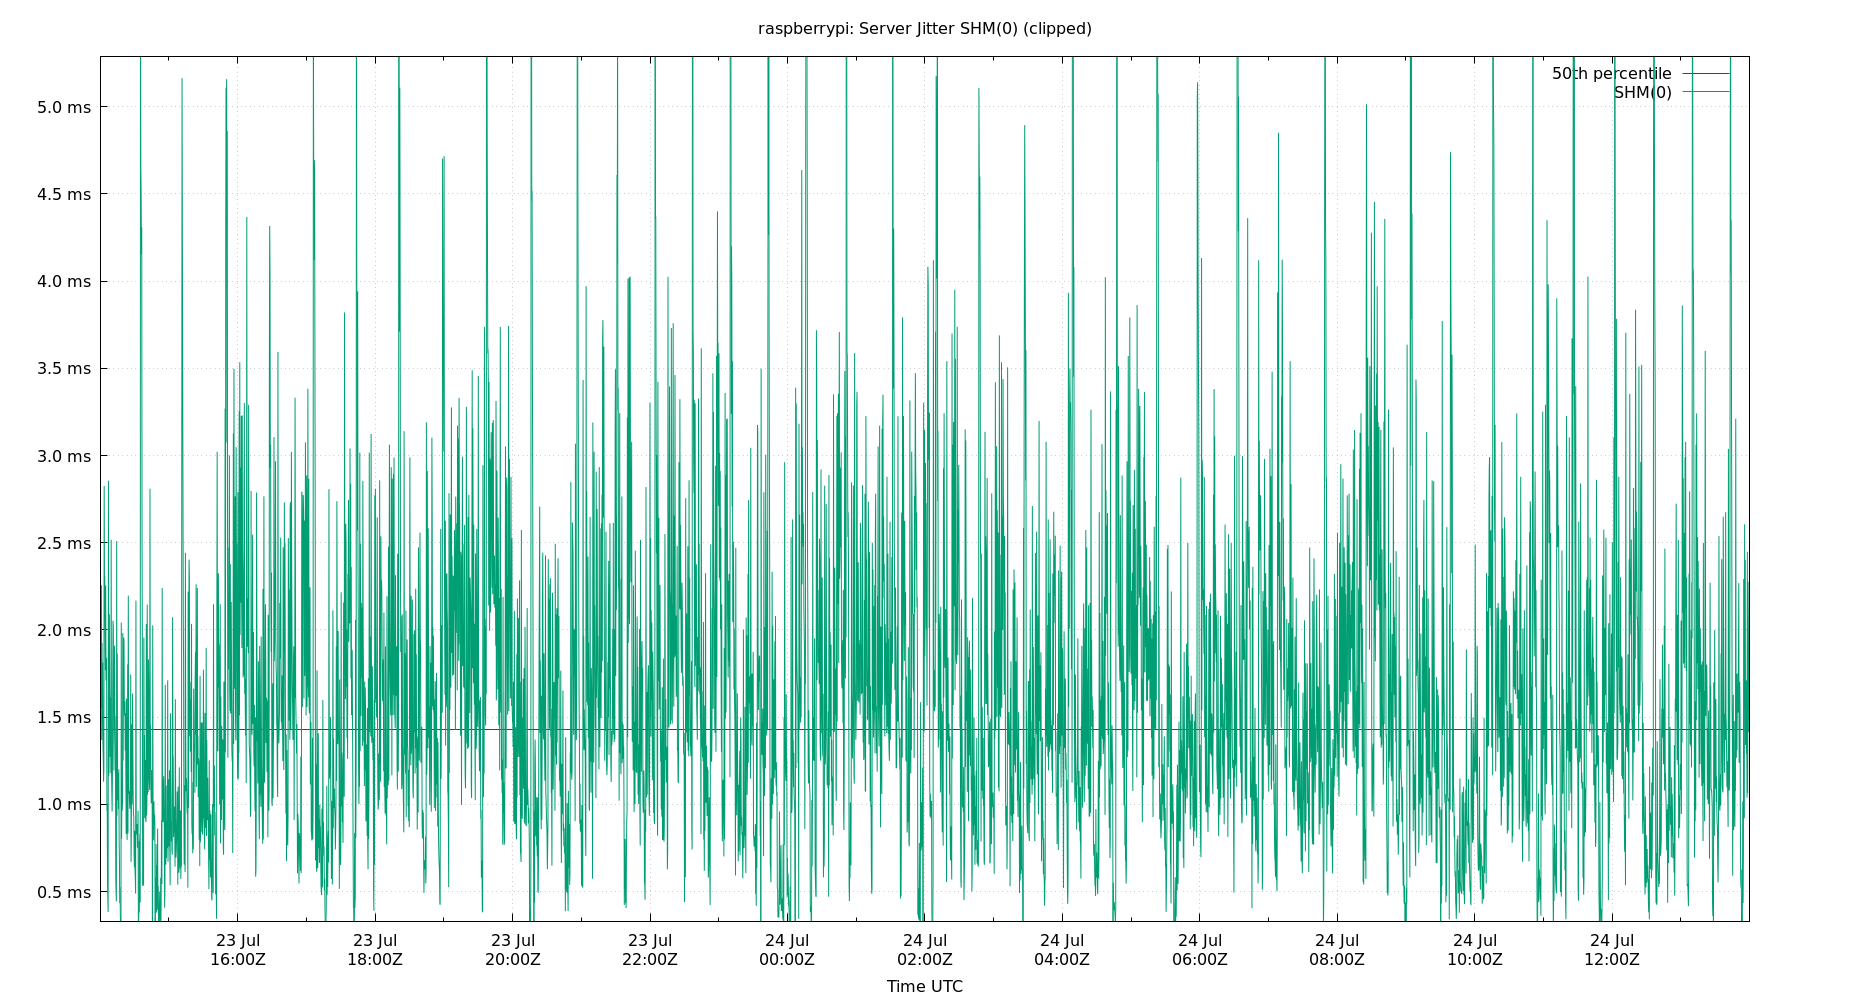 raspberrypi: Server Jitter SHM(0) (clipped)
50th percentile
SHM(0)
5.0 ms
4.5 ms
4.0 ms
3.5 ms
3.0 ms
2.5 ms
2.0 ms
1.5 ms
1.0 ms
0.5 ms
23 Jul 23 Jul 23 Jul 23 Jul 24 Jul 24 Jul 24 Jul 24 Jul 24 Jul 24 Jul 24 Jul
16:00Z 18:00Z 20:00Z 22:00Z 00:00Z 02:00Z 04:00Z 06:00Z 08:00Z 10:00Z 12:00Z
Time UTC